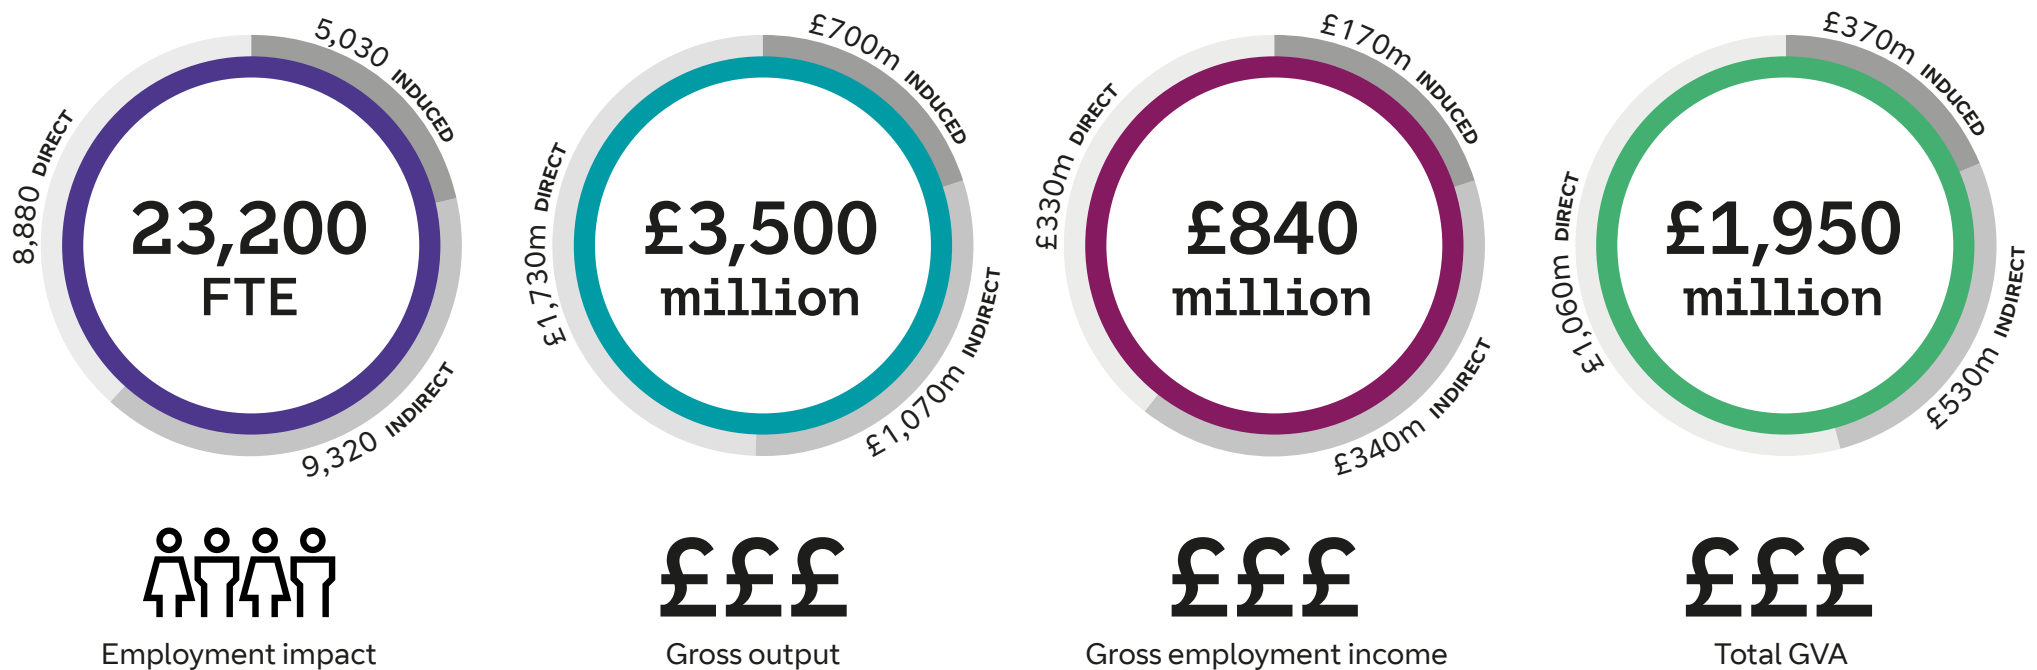 5,030 INDUCED
8,880 DIRECT
23,200
FTE
9,320 INDIRECT
Employment impact
£700m INDUCED
£1,730m DIRECT
£3,500
million
£1,070m INDIRECT
£££
Gross output
£170m INDUCED
£330m DIRECT
£840
million
£340m INDIRECT
£££
Gross employment income
£370m INDUCED
£1,060m DIRECT
£1,950
million
£530m INDIRECT
£££
Total GVA